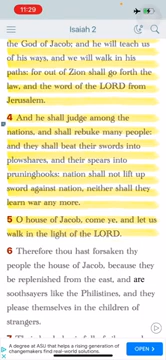 11:29
Isaiah 2
the God of Jacob; and he will teach us
of his ways, and we will walk in his
paths: for out of Zion shall go forth the
law, and the word of the LORD from
Jerusalem.
4 And he shall judge among the
nations, and shall rebuke many people:
and they shall beat their swords into
plowshares, and their spears into
pruninghooks: nation shall not lift up
sword against nation, neither shall they
learn war any more.
5 O house of Jacob, come ye, and let us
walk in the light of the LORD.
6 Therefore thou hast forsaken thy
people the house of Jacob, because they
be replenished from the east, and are
soothsayers like the Philistines, and they
please themselves in the children of
strangers.
A degree at ASU that helps a rising generation of
changemakers find real-world solutions.
OPEN